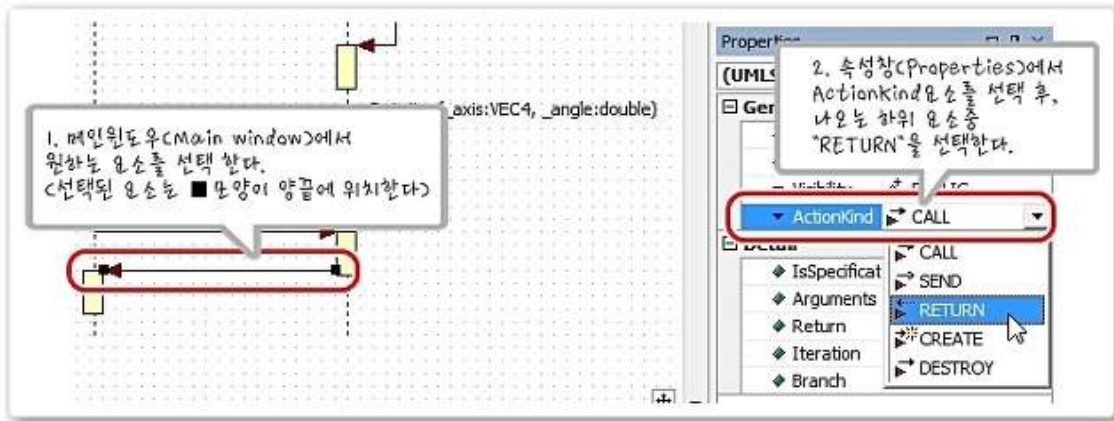 Properties
(UMLS
2. 속성창(Properties)에서
ActionKind요소를 선택 후,
나오는 하위 요소중
"RETURN"을 선택한다.
Gen
_axis:VEC4, _angle:double)
1. 메인윈도우(Main window)에서
원하는 요소를 선택 한다.
(선택된 요소는 ■ 모양이 양끝에 위치한다)
Visibility
ActionKind CALL
Detail
CALL
IsSpecificat
SEND
Arguments
RETURN
Return
CREATE
Iteration
DESTROY
Branch